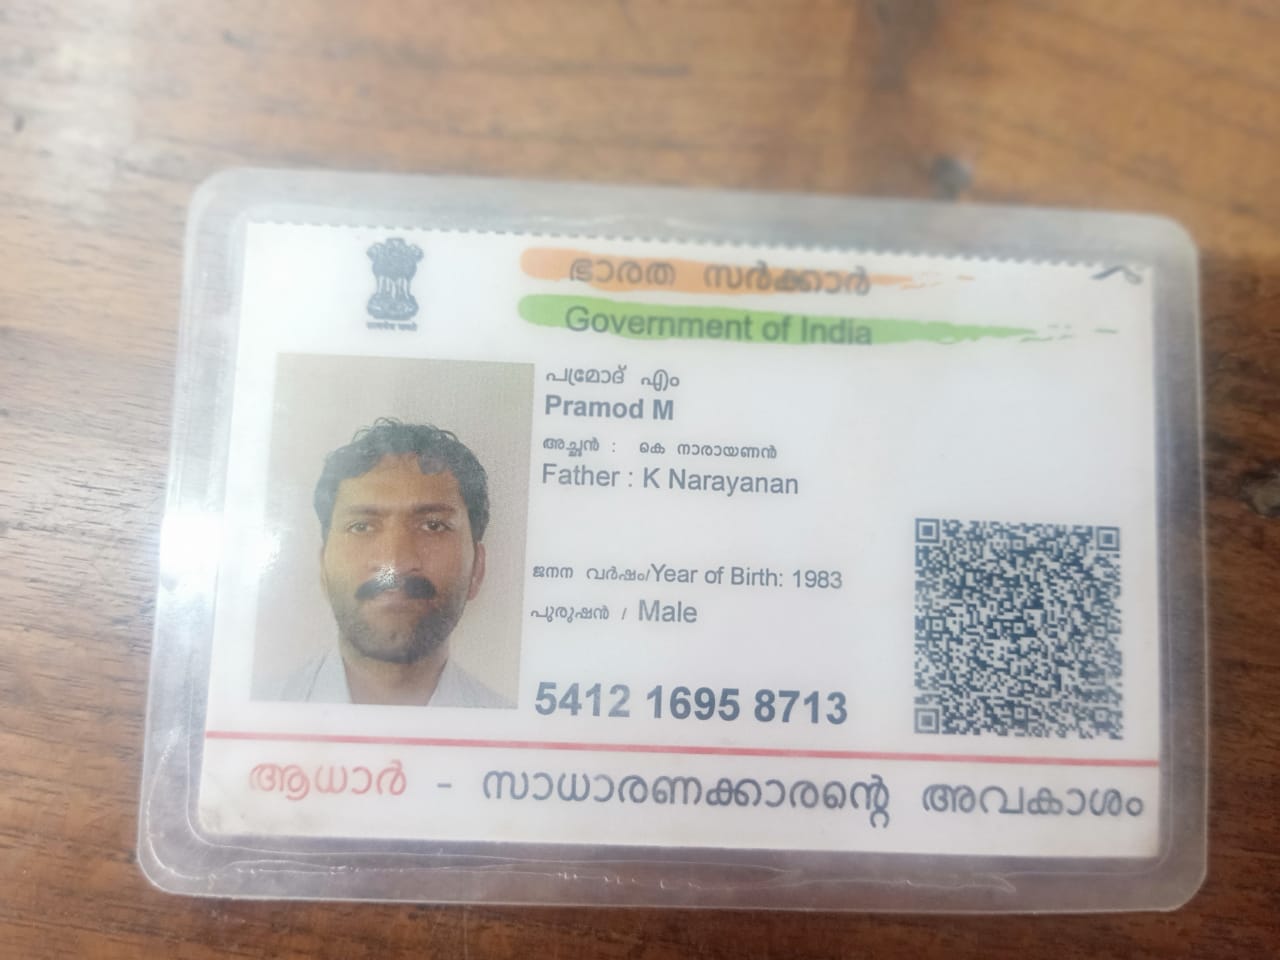 ഭാരത സർക്കാർ
Government of India
പ്രമോദ് എം
Pramod M
അച്ഛൻ : കെ നാരായണൻ
Father : K Narayanan
ജനന വർഷം/Year of Birth: 1983
പുരുഷൻ / Male
5412 1695 8713
ആധാർ - സാധാരണക്കാരന്റെ അവകാശം